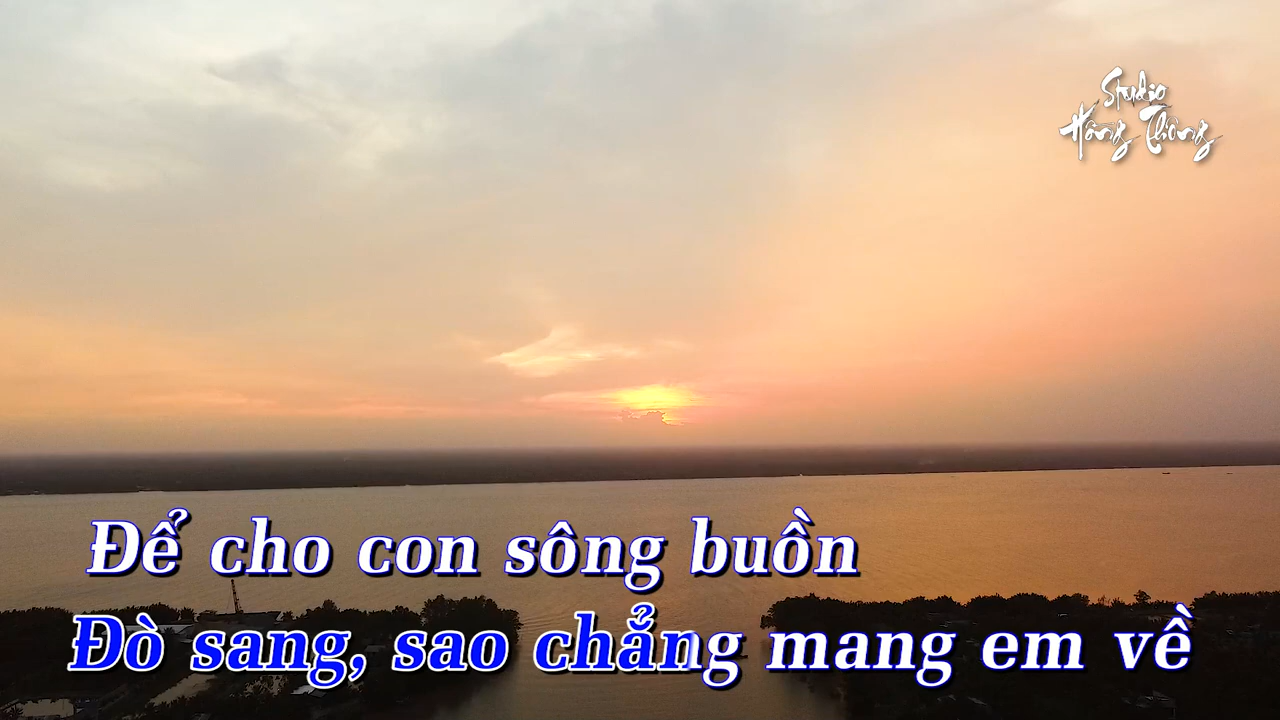 Studio
Hồng Thông
Để cho con sông buồn
Đò sang, sao chẳng mang em về